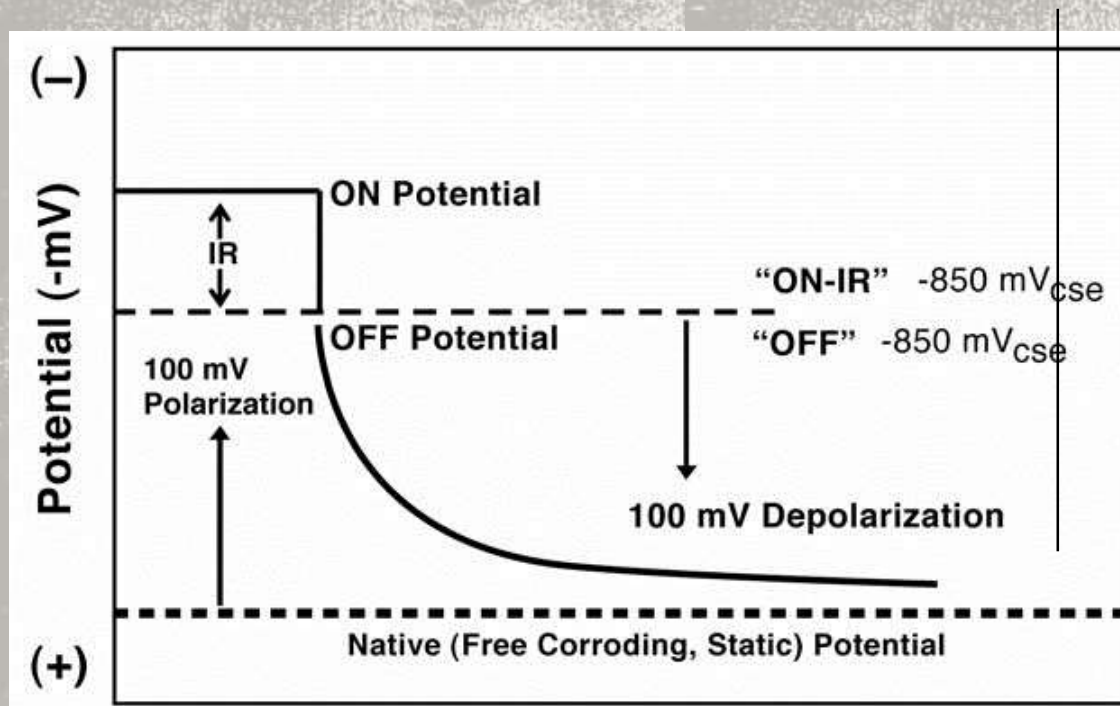 (–)
Potential (-mV)
ON Potential
IR
“ON-IR” -850 mVcse
OFF Potential
“OFF” -850 mVcse
100 mV
Polarization
100 mV Depolarization
Native (Free Corroding, Static) Potential
(+)